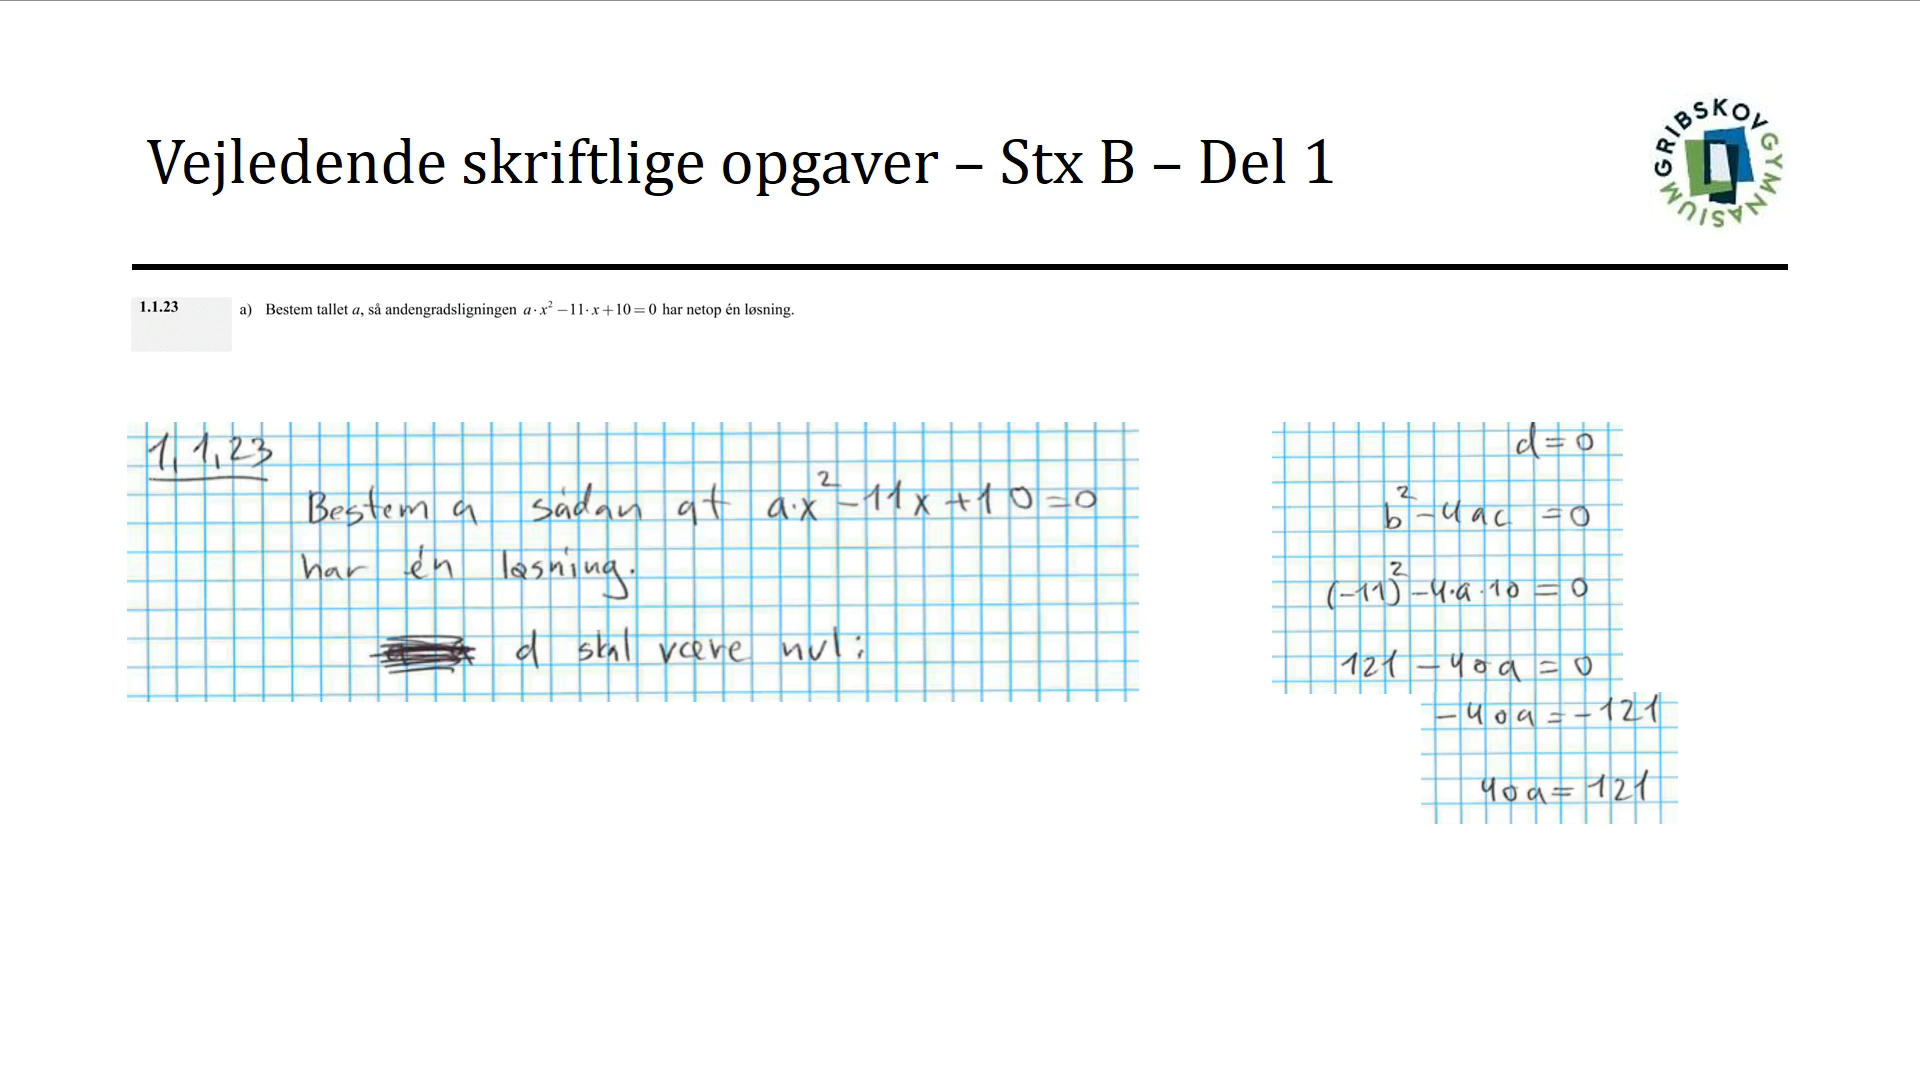 Vejledende skriftlige opgaver – Stx B – Del 1
GRIBSKOV GYMNASIUM
1.1.23 a) Bestem tallet a, så andengradsligningen a·x² −11·x+10=0 har netop én løsning.
1,1,23
Bestem a sådan at a·x²−11x+10=0
har én løsning.
d skal være nul:
d=0
b²−4ac =0
(−11)²−4·a·10=0
121−40a=0
−40a=−121
40a=121